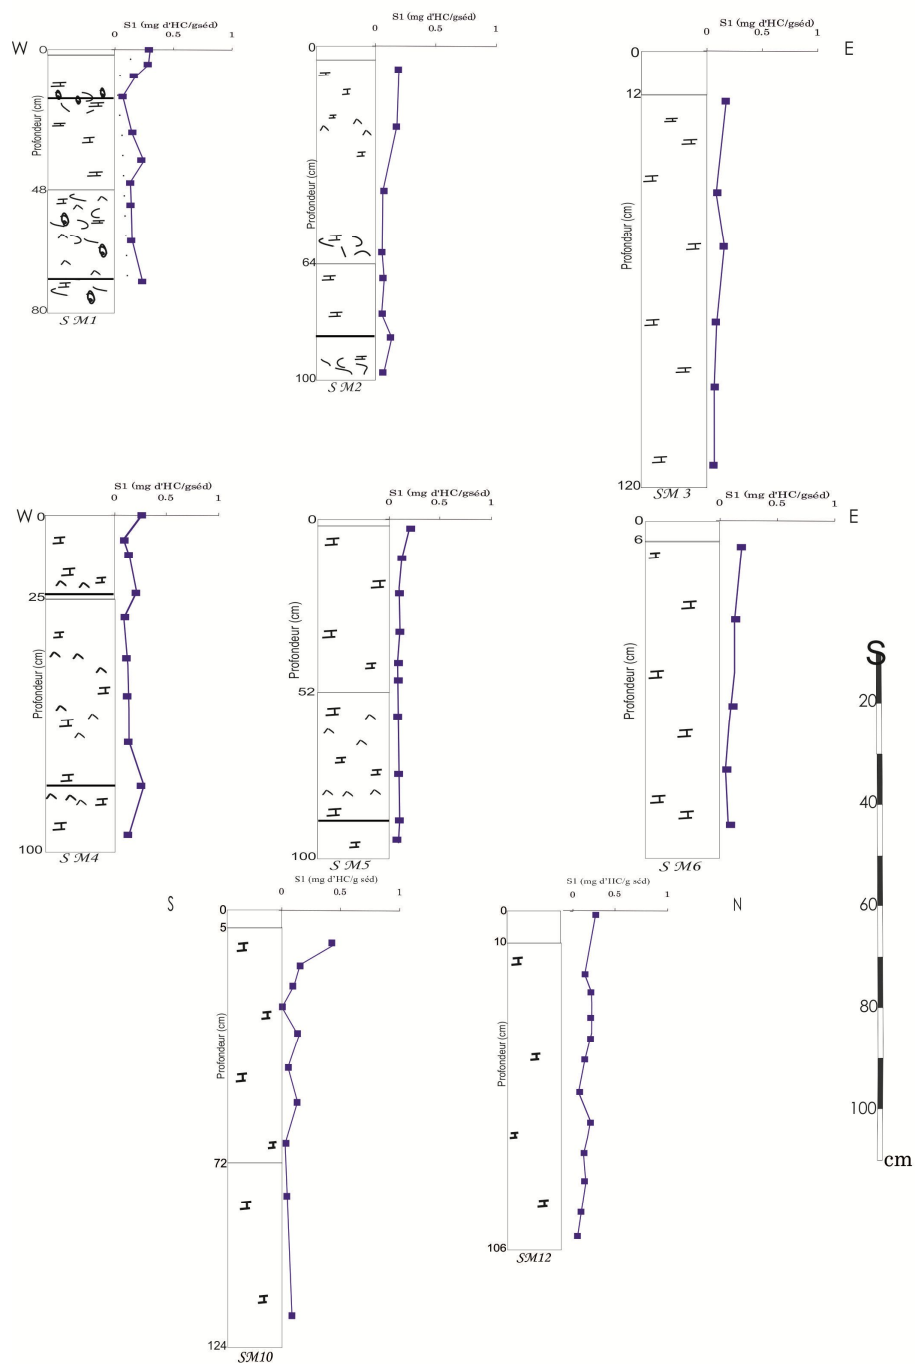 S1 (mg d'HC/gséd)
0 0.5 1
W
0
Profondeur (cm)
48
80
SM1
S1 (mg d'HC/gséd)
0 0.5 1
0
Profondeur (cm)
64
100
SM2
S1 (mg d'HC/gséd)
0 0.5 1
E
0
12
Profondeur (cm)
120
SM 3
S1 (mg d'HC/gséd)
0 0.5 1
W
0
25
Profondeur (cm)
100
SM4
S1 (mg d'HC/gséd)
0 0.5 1
0
Profondeur (cm)
52
100
SM5
S1 (mg d'HC/gséd)
0 0.5 1
E
0
6
Profondeur (cm)
SM6
S
20
40
60
80
100
cm
S1 (mg d'HC/g séd)
0 0.5 1
S
0
5
Profondeur (cm)
72
124
SM10
S1 (mg d'HC/g séd)
0 0.5 1
N
0
10
Profondeur (cm)
106
SM12